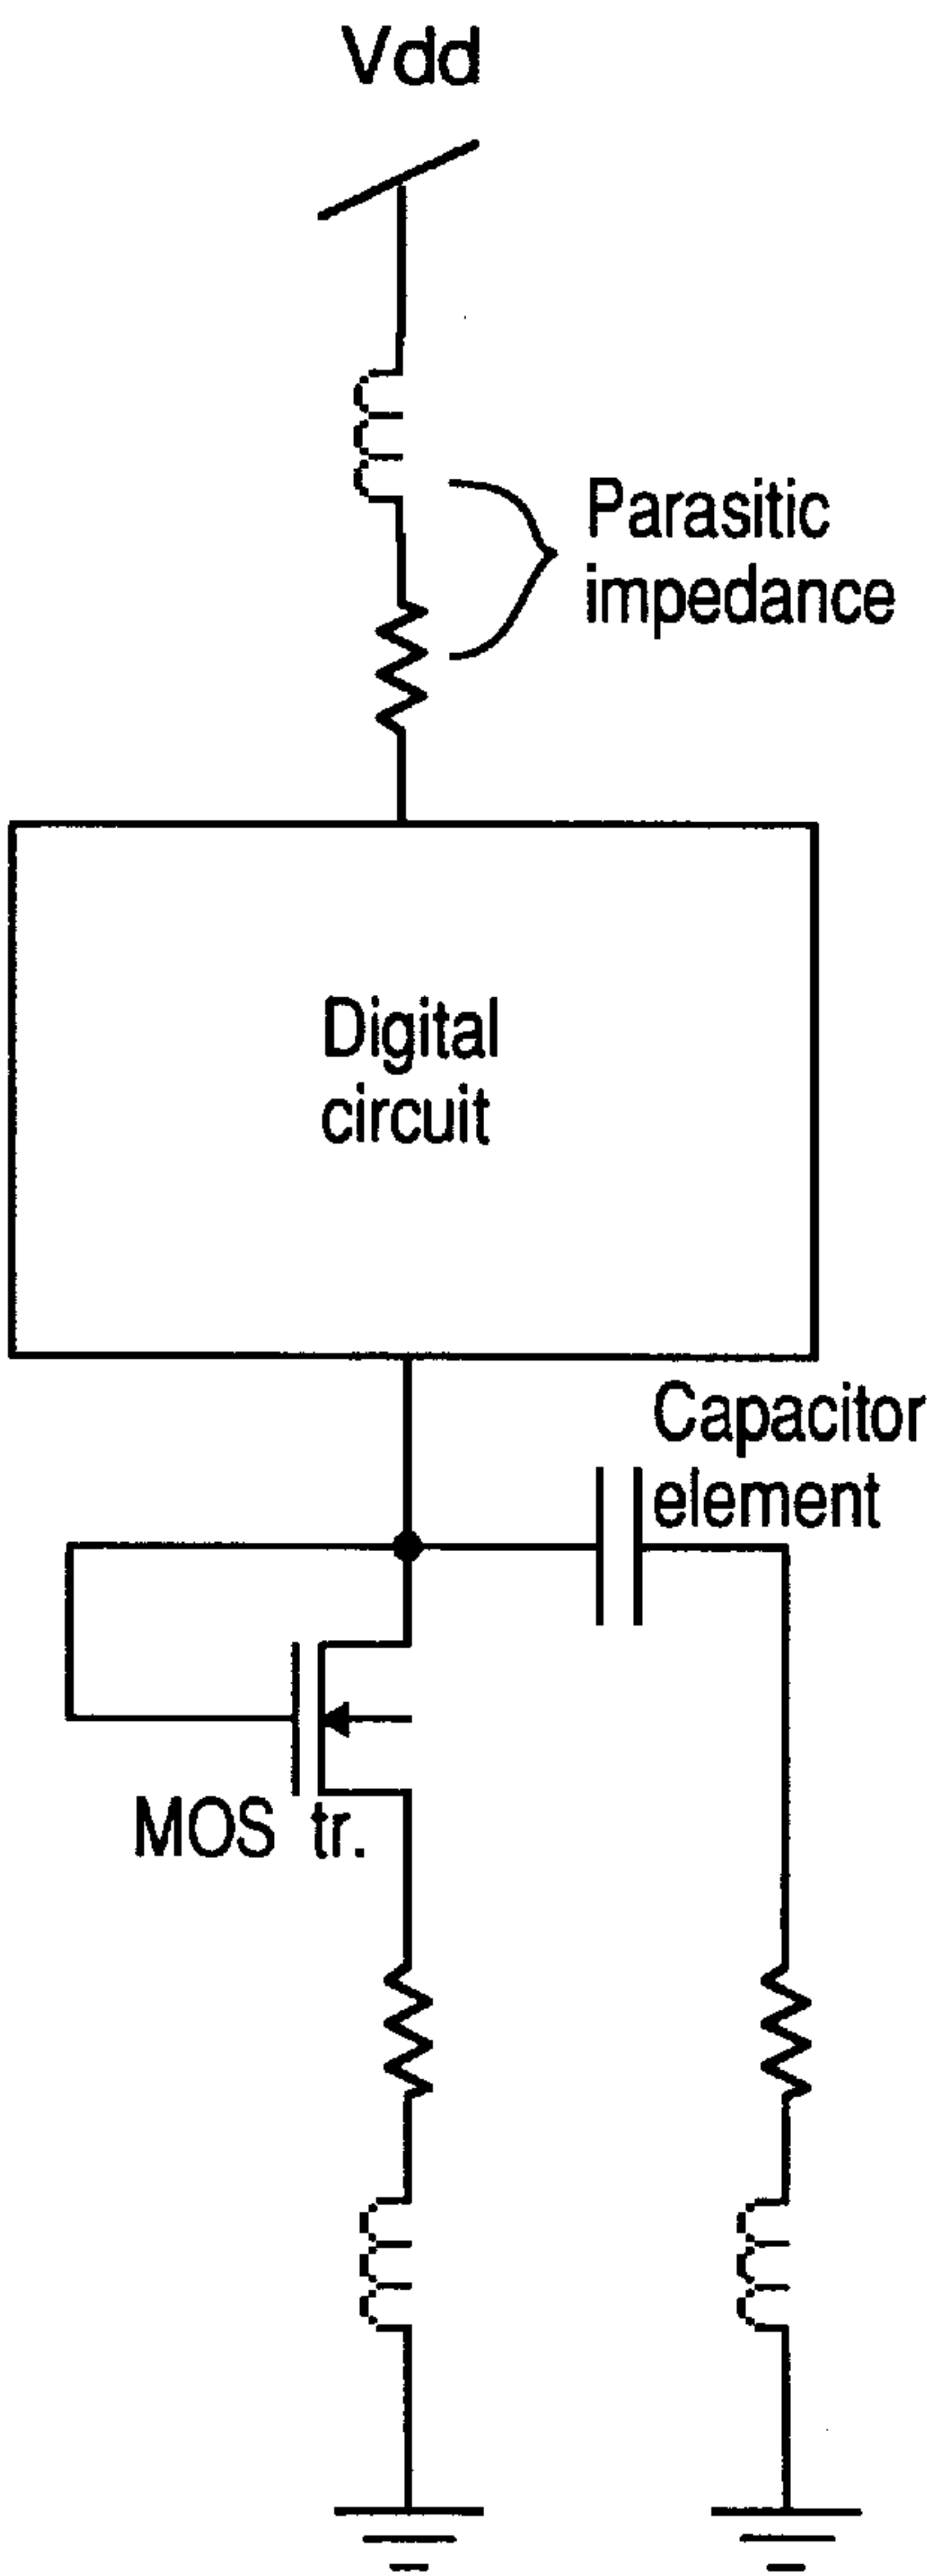 Vdd
Parasitic
impedance
Digital
circuit
Capacitor
element
MOS tr.